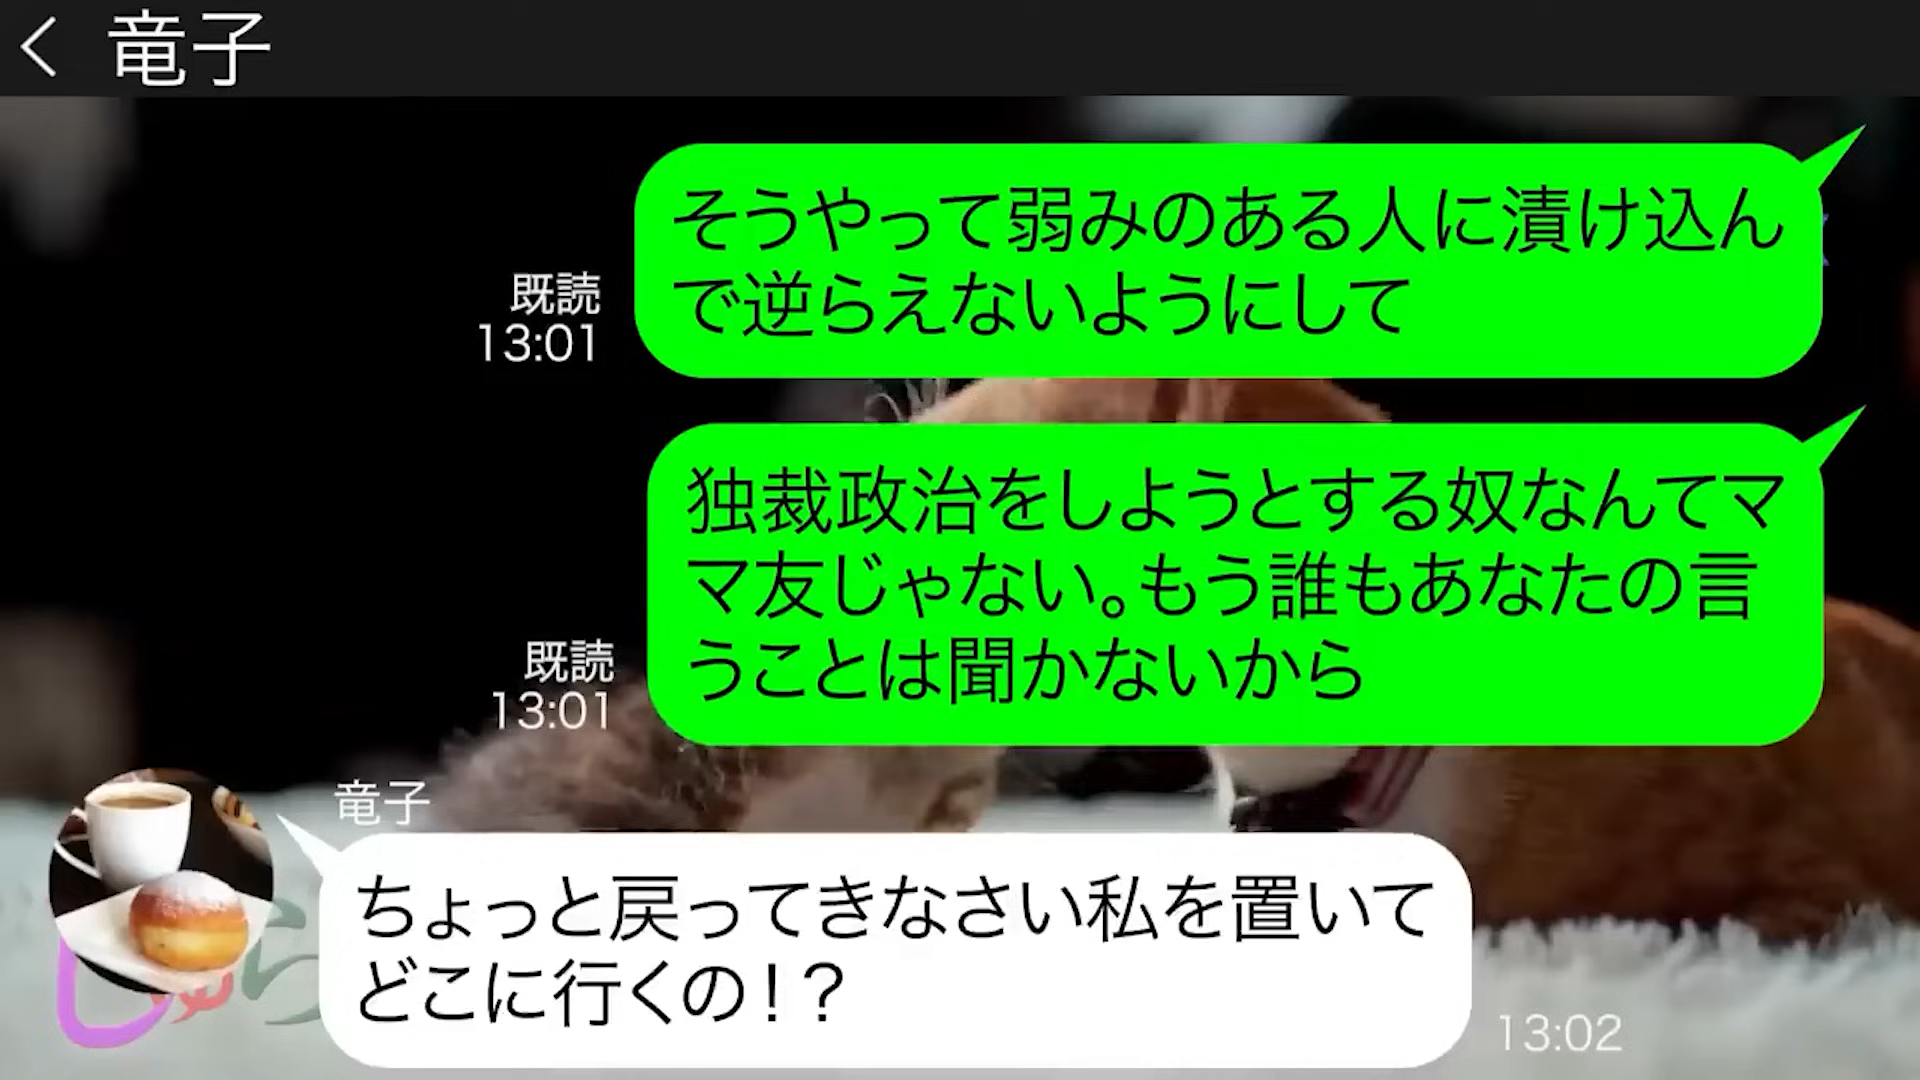 竜子
そうやって弱みのある人に漬け込ん
で逆らえないようにして
既読
13:01
独裁政治をしようとする奴なんてマ
マ友じゃない。もう誰もあなたの言
うことは聞かないから
既読
13:01
竜子
ちょっと戻ってきなさい私を置いて
どこに行くの！？
13:02